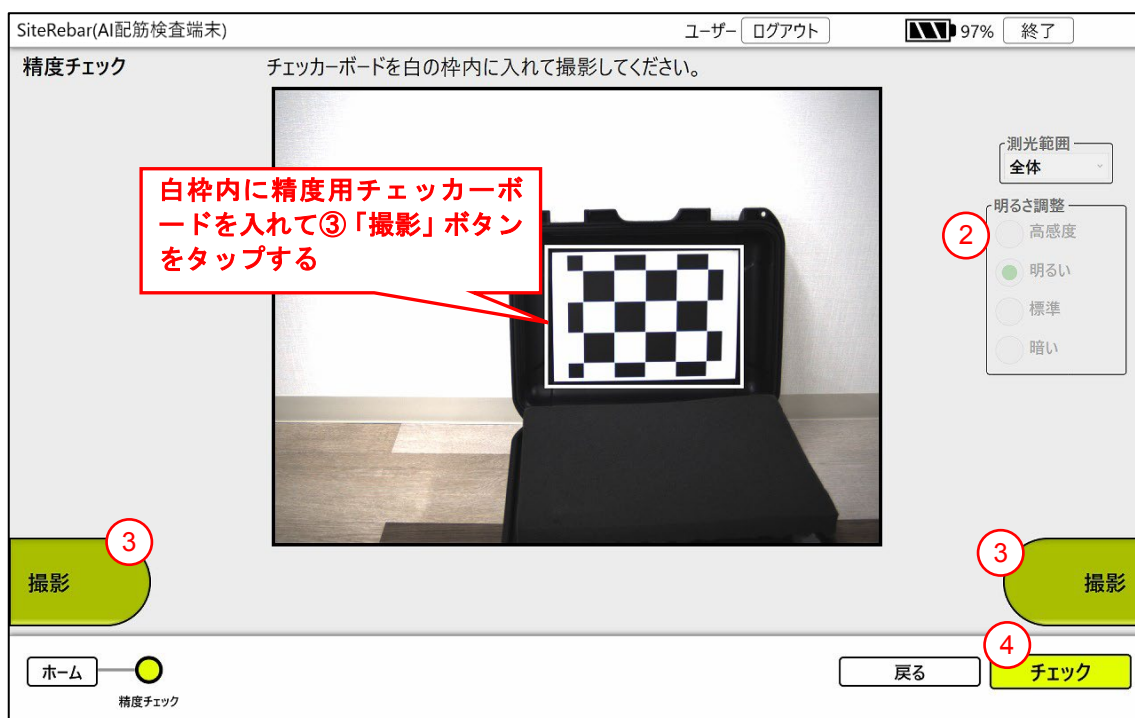 SiteRebar(AI配筋検査端末)
ユーザー ログアウト
97% 終了
精度チェック
チェッカーボードを白の枠内に入れて撮影してください。
白枠内に精度用チェッカーボ
ードを入れて③「撮影」ボタン
をタップする
測光範囲
全体
明るさ調整
② 高感度
明るい
標準
暗い
③
撮影
③
撮影
④
ホーム
精度チェック
戻る
チェック